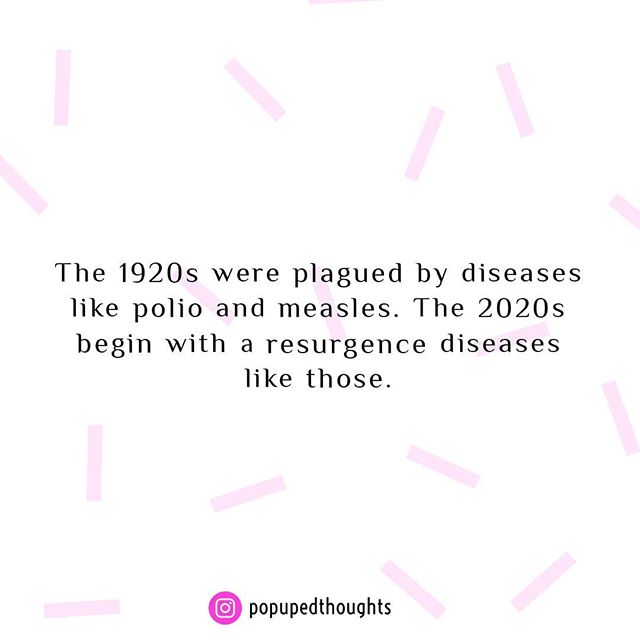 The 1920s were plagued by diseases
like polio and measles. The 2020s
begin with a resurgence diseases
like those.
popupedthoughts